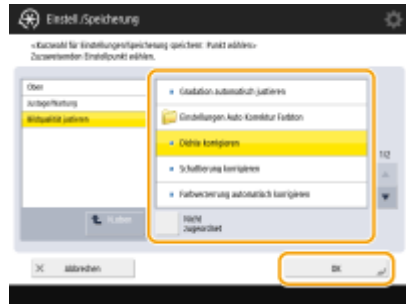 Einstell./Speicherung
<Kurzwahl für Einstellungen/Speicherung speichern: Punkt wählen>
Zuzuweisenden Einstellpunkt wählen.
Oben
Justage/Wartung
Bildqualität justieren
Gradation automatisch justieren
Einstellungen Auto Korrektur Farbton
Dichte korrigieren
Schattierung korrigieren
Farbverzerrung automatisch korrigieren
1/2
Nicht
zugeordnet
Abbrechen
OK